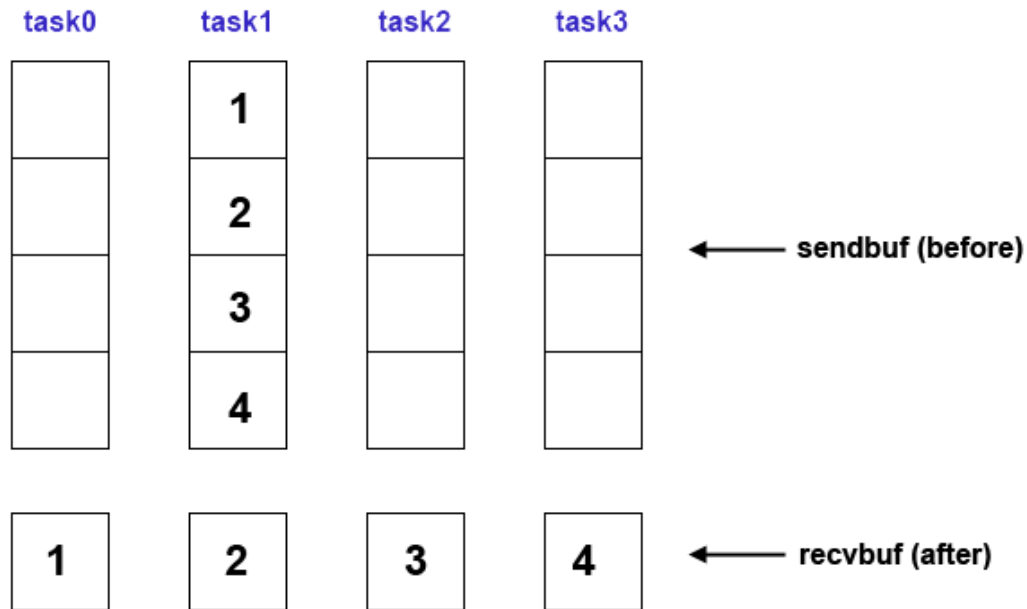 task0 task1 task2 task3
1
2
sendbuf (before)
3
4
1 2 3 4 recvbuf (after)